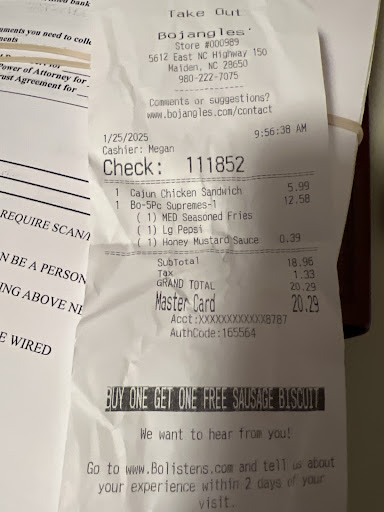 Take Out
Bojangles'
Store #000989
5612 East NC Highway 150
Maiden, NC 28650
980-222-7075
Comments or suggestions?
www.bojangles.com/contact
1/25/2025 9:56:38 AM
Cashier: Megan
Check: 111852
1 Cajun Chicken Sandwich 5.99
1 Bo-5Pc Supremes-1 12.58
( 1) MED Seasoned Fries
( 1) Lg Pepsi
( 1) Honey Mustard Sauce 0.39
SubTotal 18.96
Tax 1.33
GRAND TOTAL 20.29
Master Card 20.29
Acct:XXXXXXXXXXXX8787
AuthCode:165564
BUY ONE GET ONE FREE SAUSAGE BISCUIT
We want to hear from you!
Go to www.Bolistens.com and tell us about
your experience within 2 days of your
visit.
bank
ments you need to colle
ments
Power of Attorney for
rust Agreement for
REQUIRE SCAN/
N BE A PERSON
ING ABOVE NE
E WIRED